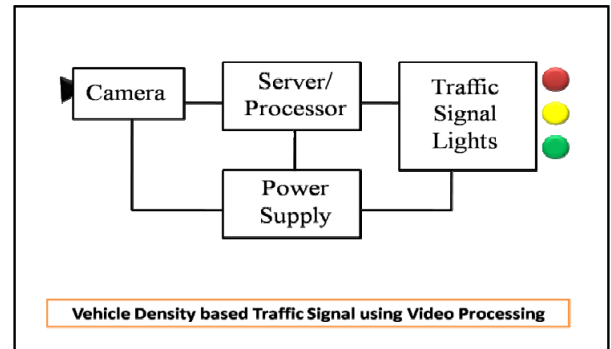 Camera
Server/
Processor
Traffic
Signal
Lights
Power
Supply
Vehicle Density based Traffic Signal using Video Processing